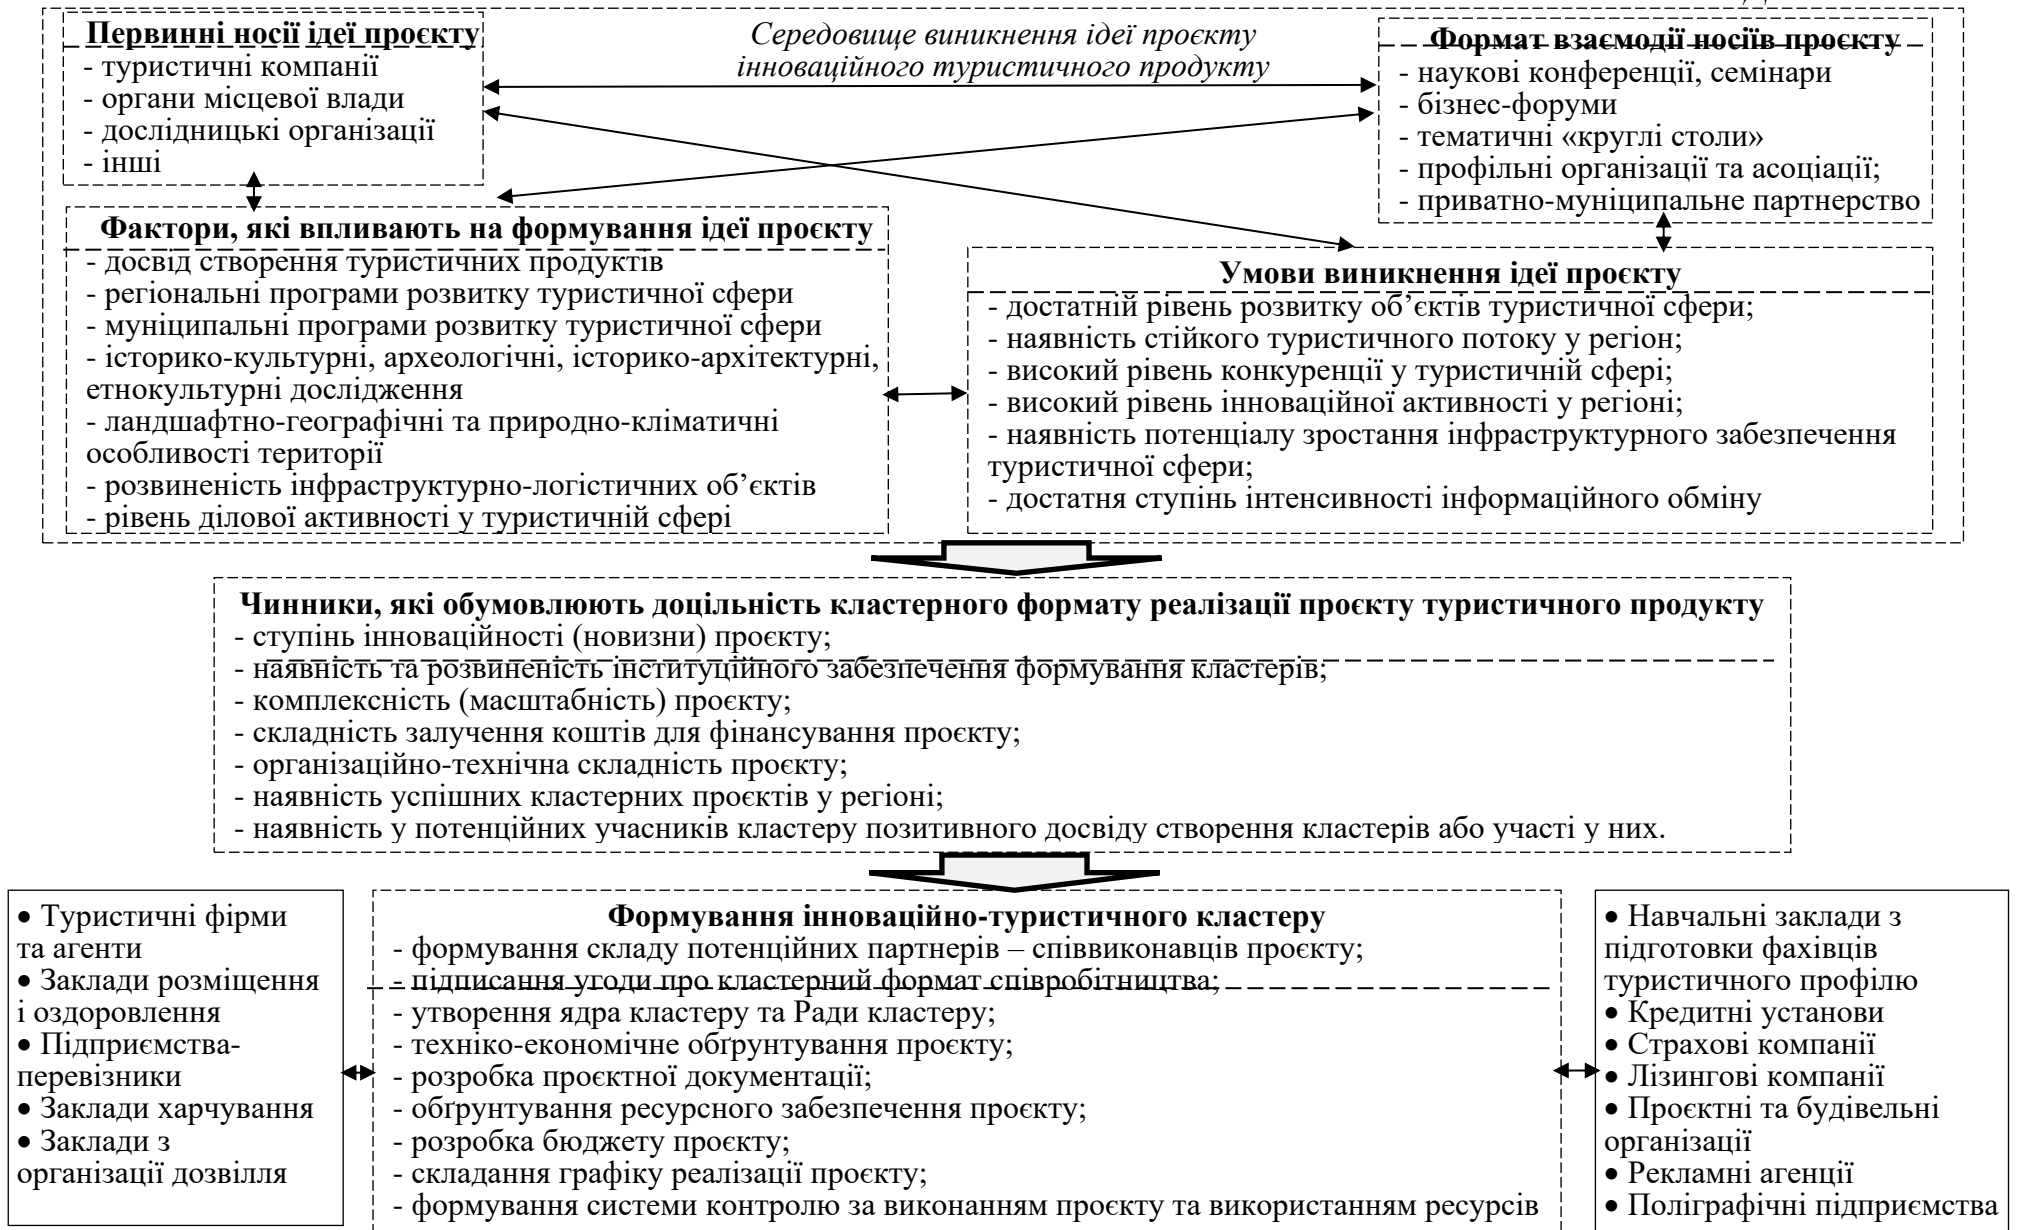 Первинні носії ідеї проєкту
- туристичні компанії
- органи місцевої влади
- дослідницькі організації
- інші
Середовище виникнення ідеї проєкту
інноваційного туристичного продукту
Формат взаємодії носіїв проєкту
- наукові конференції, семінари
- бізнес-форуми
- тематичні «круглі столи»
- профільні організації та асоціації;
- приватно-муніципальне партнерство
Фактори, які впливають на формування ідеї проєкту
- досвід створення туристичних продуктів
- регіональні програми розвитку туристичної сфери
- муніципальні програми розвитку туристичної сфери
- історико-культурні, археологічні, історико-архітектурні,
етнокультурні дослідження
- ландшафтно-географічні та природно-кліматичні
особливості території
- розвиненість інфраструктурно-логістичних об’єктів
- рівень ділової активності у туристичній сфері
Умови виникнення ідеї проєкту
- достатній рівень розвитку об’єктів туристичної сфери;
- наявність стійкого туристичного потоку у регіон;
- високий рівень конкуренції у туристичній сфері;
- високий рівень інноваційної активності у регіоні;
- наявність потенціалу зростання інфраструктурного забезпечення
туристичної сфери;
- достатня ступінь інтенсивності інформаційного обміну
Чинники, які обумовлюють доцільність кластерного формату реалізації проєкту туристичного продукту
- ступінь інноваційності (новизни) проєкту;
- наявність та розвиненість інституційного забезпечення формування кластерів;
- комплексність (масштабність) проєкту;
- складність залучення коштів для фінансування проєкту;
- організаційно-технічна складність проєкту;
- наявність успішних кластерних проєктів у регіоні;
- наявність у потенційних учасників кластеру позитивного досвіду створення кластерів або участі у них.
• Туристичні фірми
та агенти
• Заклади розміщення
і оздоровлення
• Підприємства-
перевізники
• Заклади харчування
• Заклади з
організації дозвілля
Формування інноваційно-туристичного кластеру
- формування складу потенційних партнерів – співвиконавців проєкту;
- підписання угоди про кластерний формат співробітництва;
- утворення ядра кластеру та Ради кластеру;
- техніко-економічне обґрунтування проєкту;
- розробка проєктної документації;
- обґрунтування ресурсного забезпечення проєкту;
- розробка бюджету проєкту;
- складання графіку реалізації проєкту;
- формування системи контролю за виконанням проєкту та використанням ресурсів
• Навчальні заклади з
підготовки фахівців
туристичного профілю
• Кредитні установи
• Страхові компанії
• Лізингові компанії
• Проєктні та будівельні
організації
• Рекламні агенції
• Поліграфічні підприємства